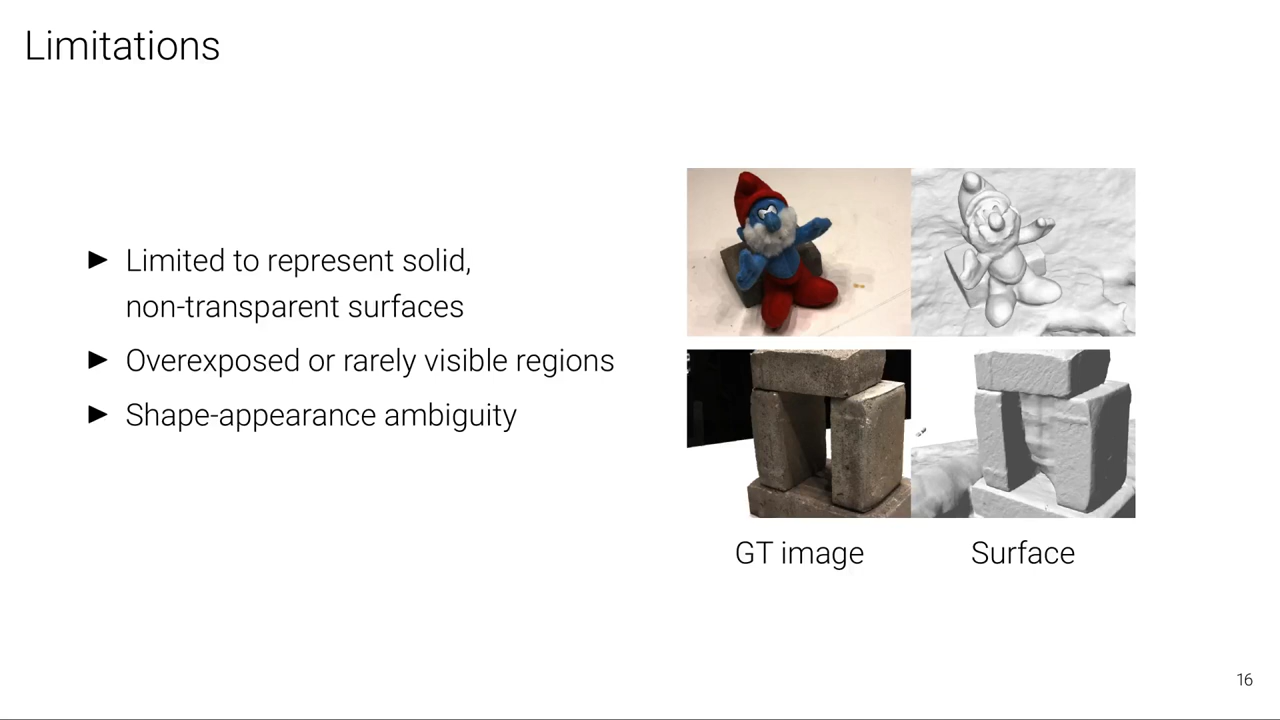 Limitations
► Limited to represent solid,
non-transparent surfaces
► Overexposed or rarely visible regions
► Shape-appearance ambiguity
GT image
Surface
16